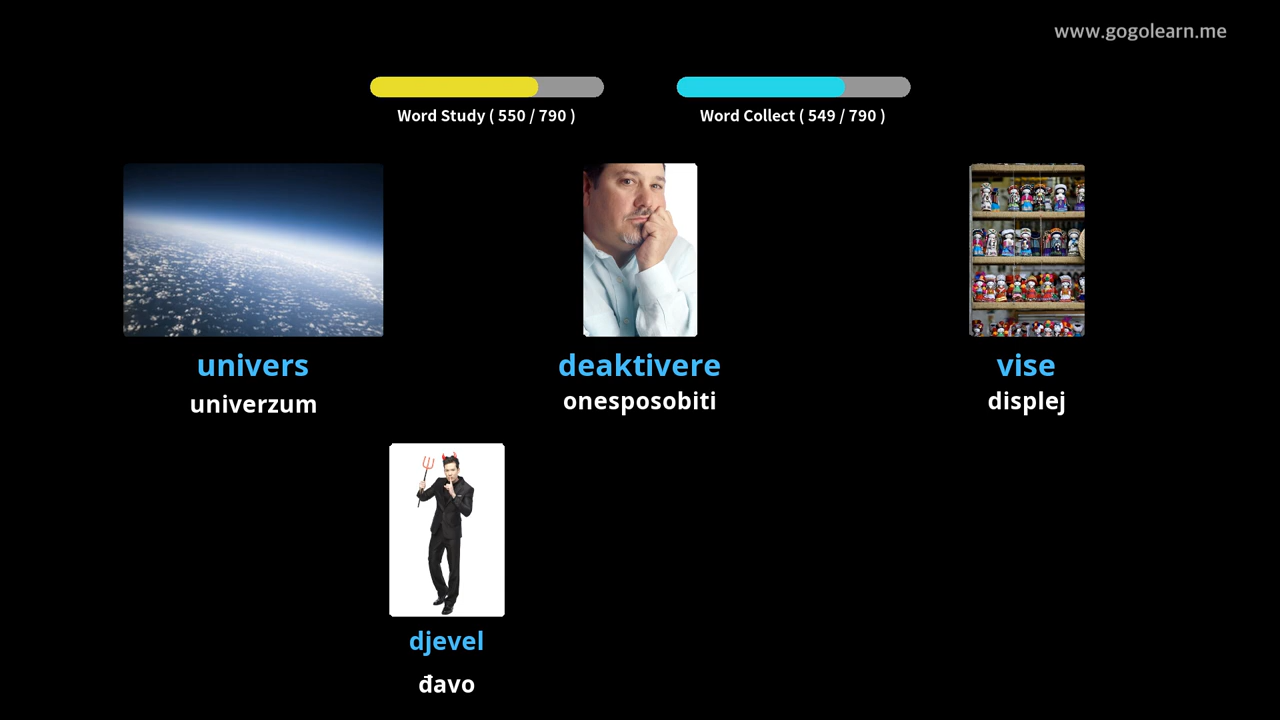 www.gogolearn.me
Word Study ( 550 / 790 )
Word Collect ( 549 / 790 )
univers
univerzum
deaktivere
onesposobiti
vise
displej
djevel
đavo